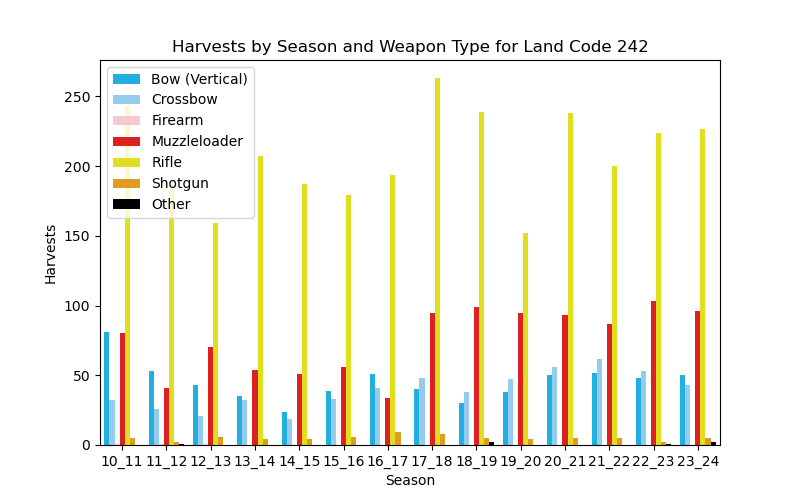 Harvests by Season and Weapon Type for Land Code 242
Bow (Vertical)
Crossbow
Firearm
Muzzleloader
Rifle
Shotgun
Other
Harvests
250
200
150
100
50
0
10_11 11_12 12_13 13_14 14_15 15_16 16_17 17_18 18_19 19_20 20_21 21_22 22_23 23_24
Season